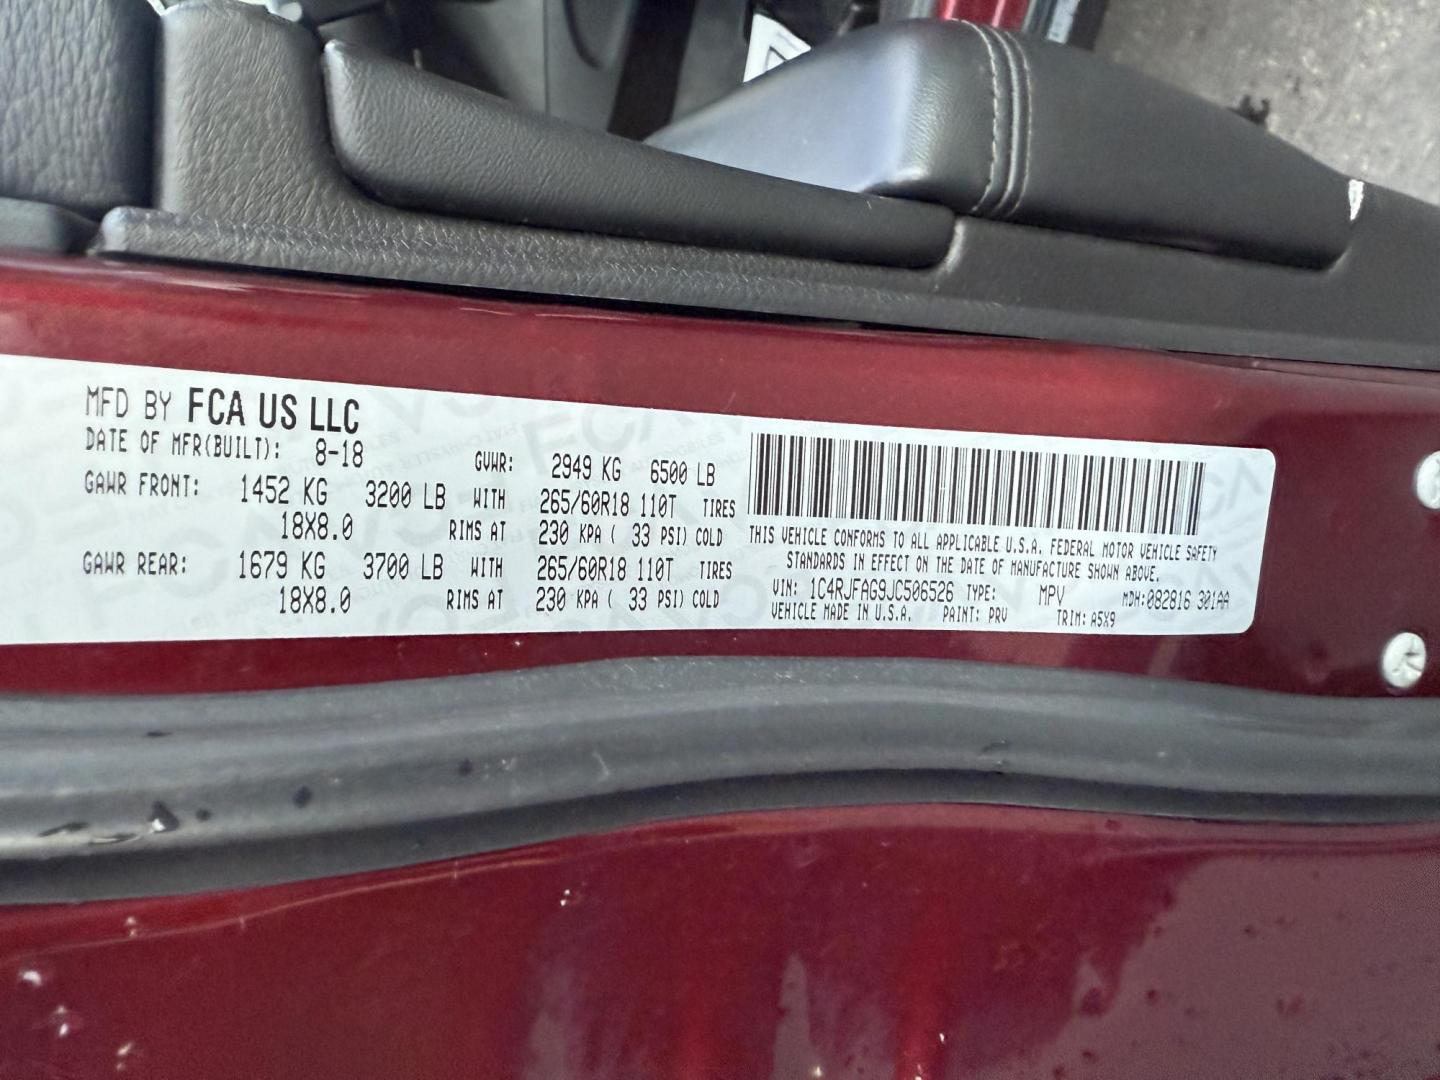 MFD BY FCA US LLC
DATE OF MFR(BUILT): 8-18 GVWR: 2949 KG 6500 LB
GAWR FRONT: 1452 KG 3200 LB WITH 265/60R18 110T TIRES
18X8.0 RIMS AT 230 KPA ( 33 PSI) COLD
GAWR REAR: 1679 KG 3700 LB WITH 265/60R18 110T TIRES
18X8.0 RIMS AT 230 KPA ( 33 PSI) COLD
THIS VEHICLE CONFORMS TO ALL APPLICABLE U.S.A. FEDERAL MOTOR VEHICLE SAFETY
STANDARDS IN EFFECT ON THE DATE OF MANUFACTURE SHOWN ABOVE.
VIN: 1C4RJFAG9JC506526 TYPE: MPV MDH:082816 301AA
VEHICLE MADE IN U.S.A. PAINT: PRV TRIM: A5X9